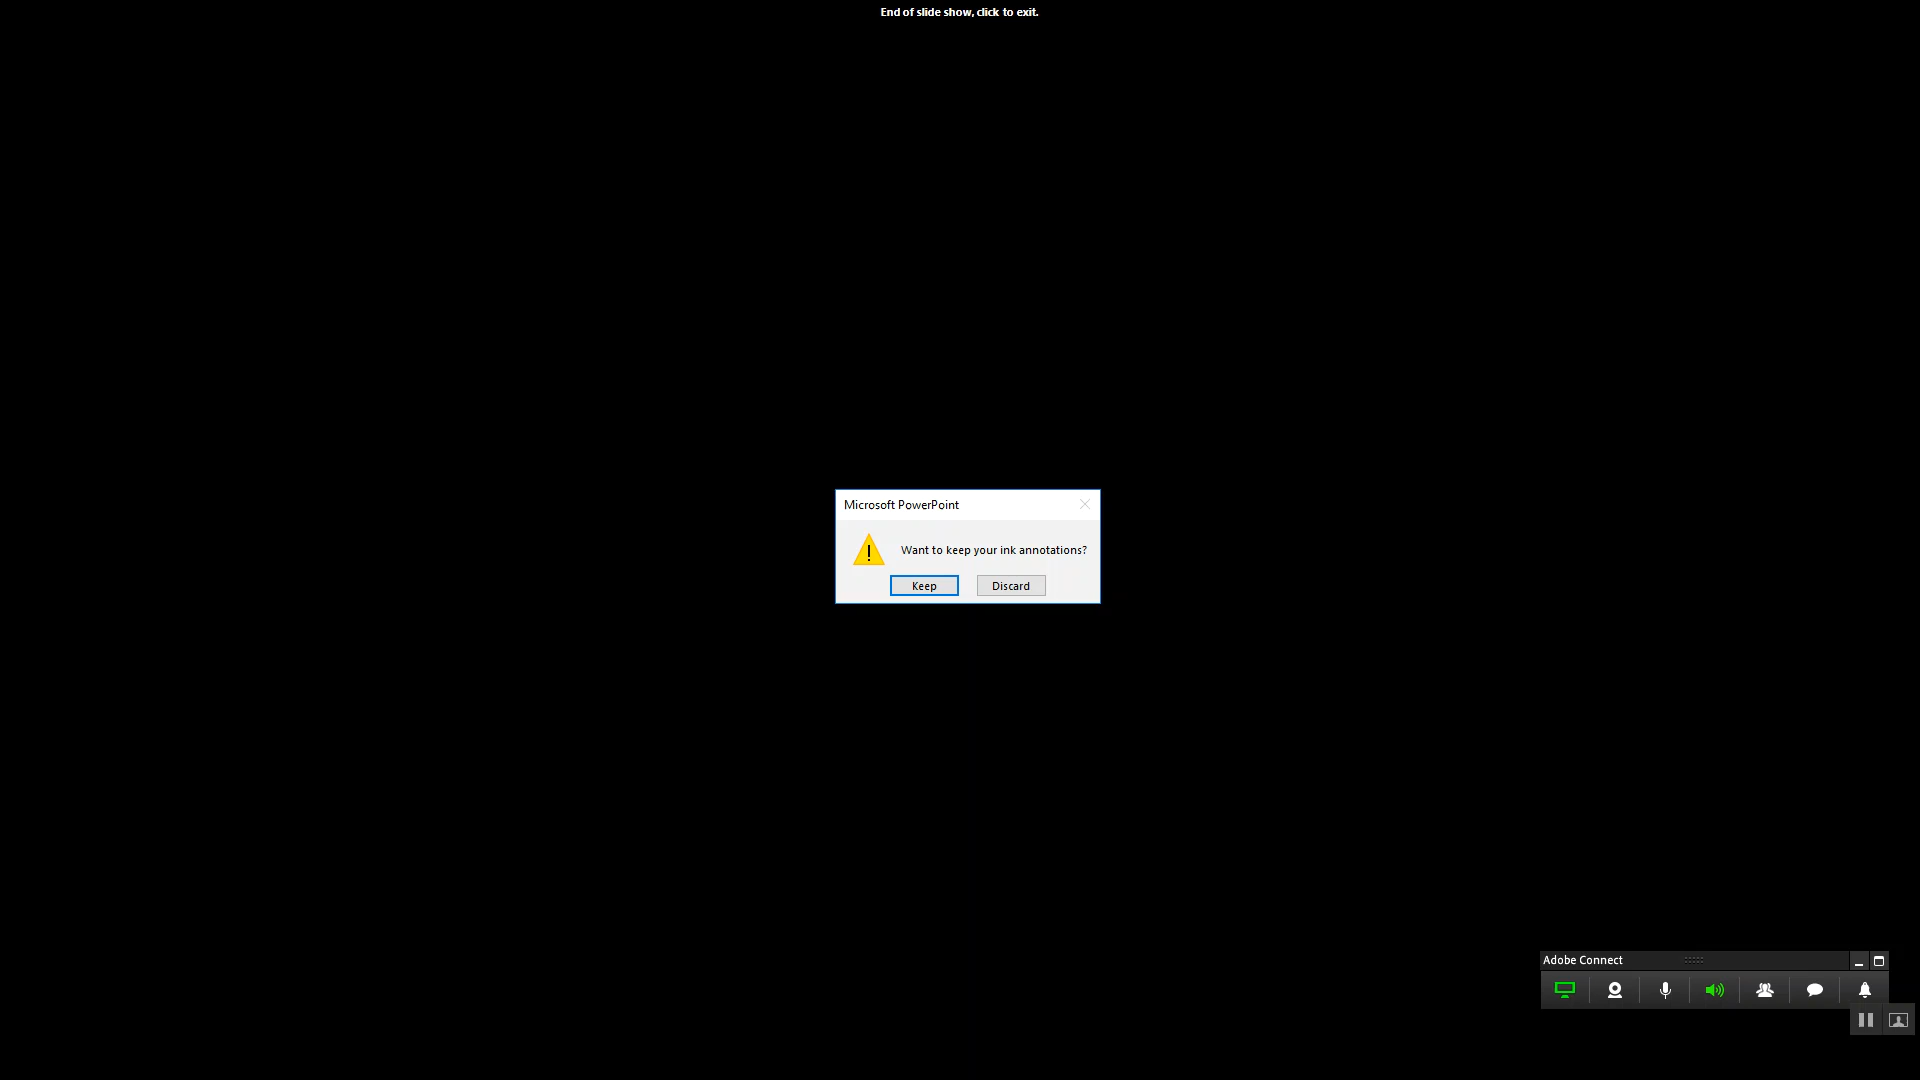 End of slide show, click to exit.
Microsoft PowerPoint
Want to keep your ink annotations?
Keep
Discard
Adobe Connect